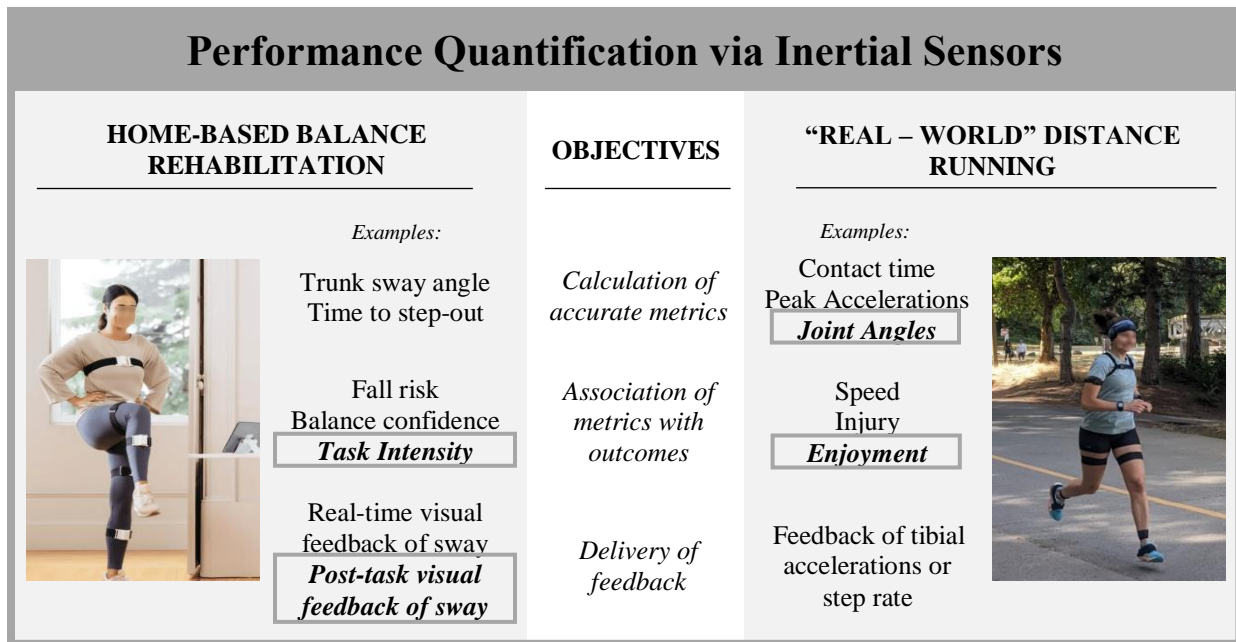 Performance Quantification via Inertial Sensors
HOME-BASED BALANCE
REHABILITATION
Examples:
Trunk sway angle
Time to step-out
Fall risk
Balance confidence
Task Intensity
Real-time visual
feedback of sway
Post-task visual
feedback of sway
OBJECTIVES
Calculation of
accurate metrics
Association of
metrics with
outcomes
Delivery of
feedback
“REAL – WORLD” DISTANCE
RUNNING
Examples:
Contact time
Peak Accelerations
Joint Angles
Speed
Injury
Enjoyment
Feedback of tibial
accelerations or
step rate